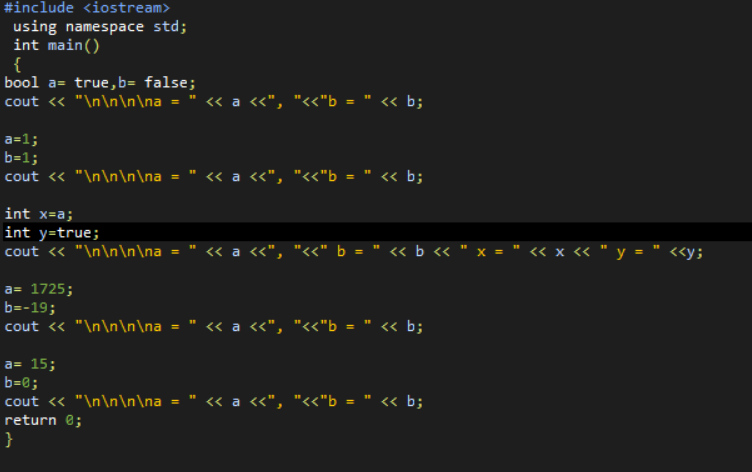 #include <iostream>
using namespace std;
int main()
{
bool a= true,b= false;
cout << "\n\n\n\na = " << a <<", "<<"b = " << b;
a=1;
b=1;
cout << "\n\n\n\na = " << a <<", "<<"b = " << b;
int x=a;
int y=true;
cout << "\n\n\n\na = " << a <<", "<<" b = " << b << " x = " << x << " y = " <<y;
a= 1725;
b=-19;
cout << "\n\n\n\na = " << a <<", "<<"b = " << b;
a= 15;
b=0;
cout << "\n\n\n\na = " << a <<", "<<"b = " << b;
return 0;
}